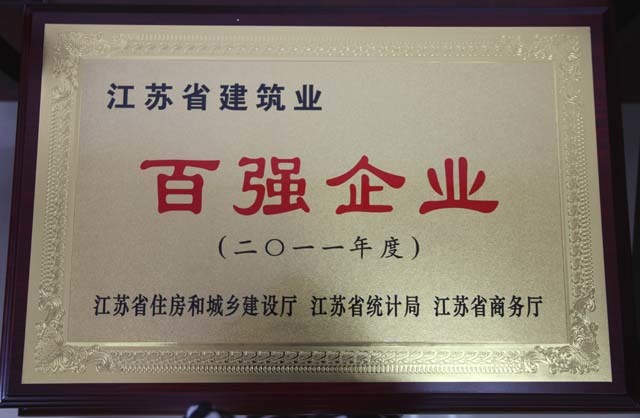 江苏省建筑业
百强企业
(二〇一一年度)
江苏省住房和城乡建设厅 江苏省统计局 江苏省商务厅